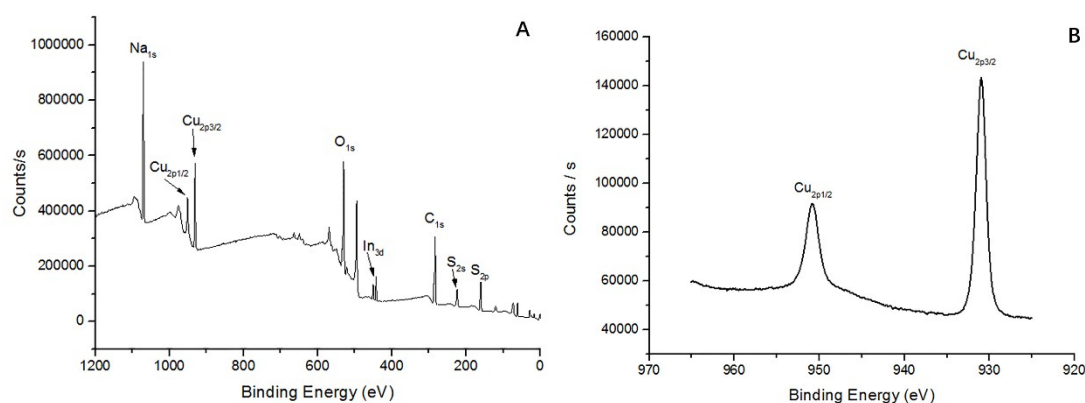 A
1000000
800000
600000
400000
200000
0
Counts/s
Na1s
Cu2p1/2
Cu2p3/2
O1s
In3d
C1s
S2s
S2p
1200 1000 800 600 400 200 0
Binding Energy (eV)
B
160000
140000
120000
100000
80000
60000
40000
Counts / s
Cu2p1/2
Cu2p3/2
970 960 950 940 930 920
Binding Energy (eV)